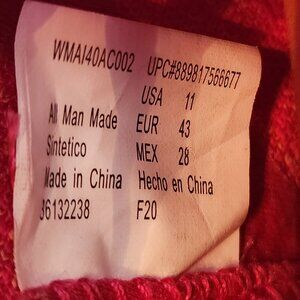 WMAI40AC002 UPC#889817566677
USA 11
All Man Made EUR 43
Sintetico MEX 28
Made in China Hecho en China
36132238 F20